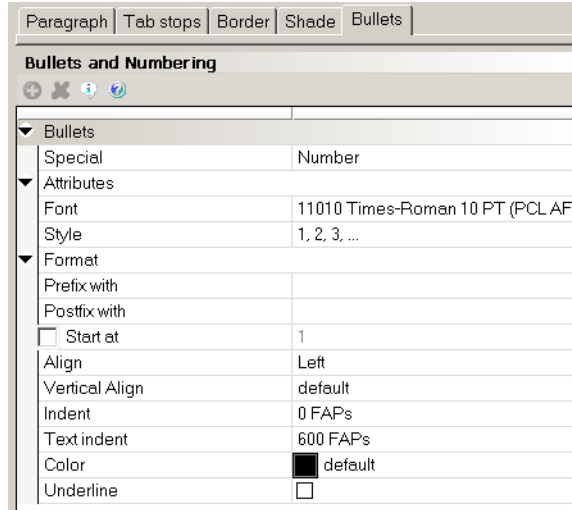 Paragraph Tab stops Border Shade Bullets
Bullets and Numbering
Bullets
Special Number
Attributes
Font 11010 Times-Roman 10 PT (PCL AF
Style 1, 2, 3, ...
Format
Prefix with
Postfix with
Start at 1
Align Left
Vertical Align default
Indent 0 FAPs
Text indent 600 FAPs
Color default
Underline